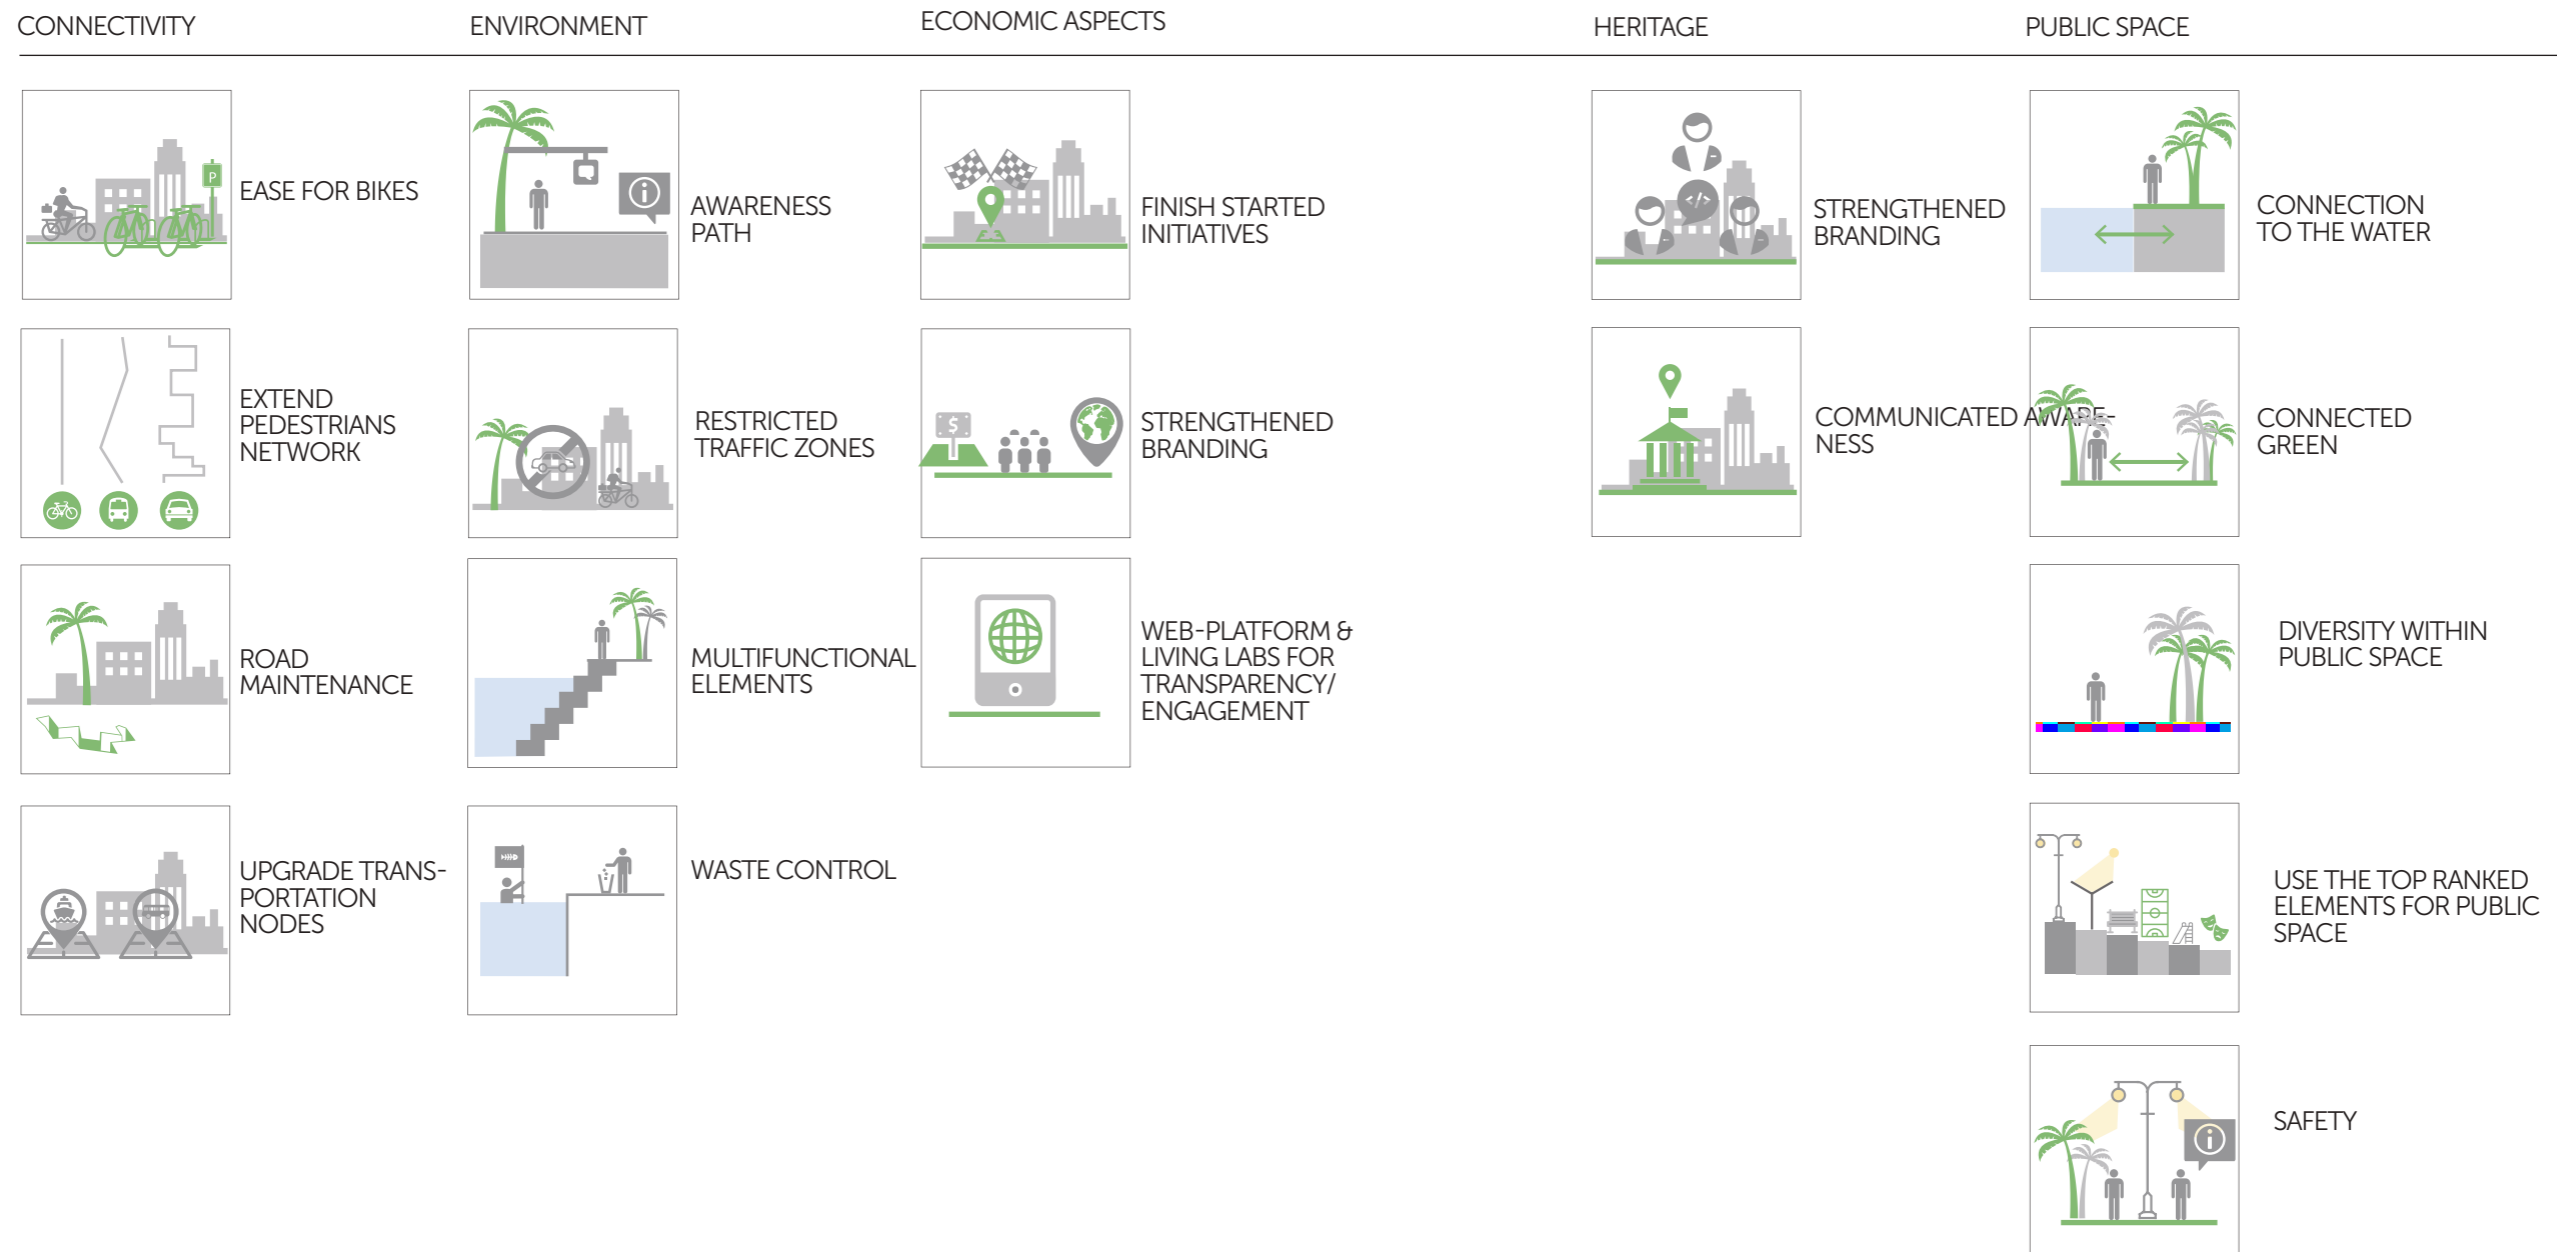 CONNECTIVITY
ENVIRONMENT
ECONOMIC ASPECTS
HERITAGE
PUBLIC SPACE
P
EASE FOR BIKES
EXTEND
PEDESTRIANS
NETWORK
ROAD
MAINTENANCE
UPGRADE TRANS-
PORTATION
NODES
i
AWARENESS
PATH
RESTRICTED
TRAFFIC ZONES
MULTIFUNCTIONAL
ELEMENTS
WASTE CONTROL
FINISH STARTED
INITIATIVES
$
STRENGTHENED
BRANDING
WEB-PLATFORM &
LIVING LABS FOR
TRANSPARENCY/
ENGAGEMENT
</>
STRENGTHENED
BRANDING
COMMUNICATED AWARE-
NESS
CONNECTION
TO THE WATER
CONNECTED
GREEN
DIVERSITY WITHIN
PUBLIC SPACE
USE THE TOP RANKED
ELEMENTS FOR PUBLIC
SPACE
i
SAFETY